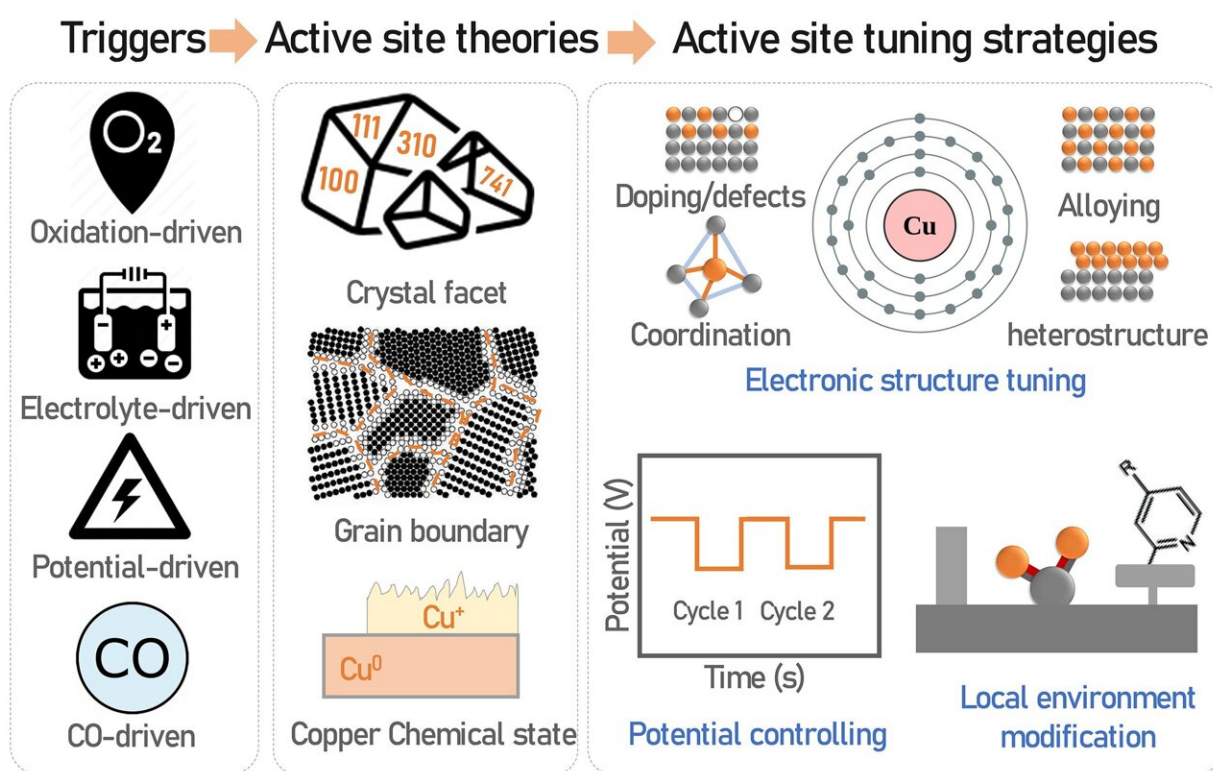 Triggers
Active site theories
Active site tuning strategies
O₂
Oxidation-driven
Electrolyte-driven
Potential-driven
CO
CO-driven
111
310
100
741
Crystal facet
Grain boundary
Cu⁺
Cu⁰
Copper Chemical state
Doping/defects
Cu
Alloying
Coordination
heterostructure
Electronic structure tuning
Potential (V)
Cycle 1
Cycle 2
Time (s)
Potential controlling
R
N
Local environment
modification